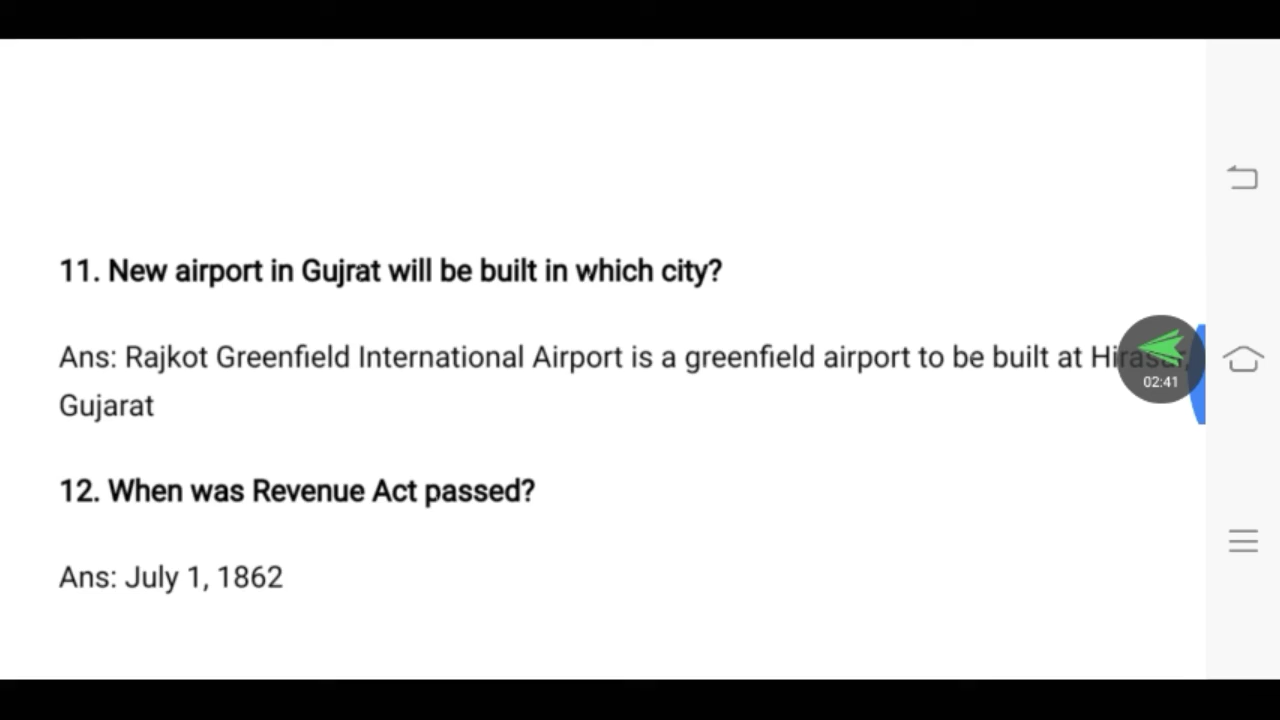 11. New airport in Gujrat will be built in which city?
Ans: Rajkot Greenfield International Airport is a greenfield airport to be built at Hirasar,
Gujarat
02:41
12. When was Revenue Act passed?
Ans: July 1, 1862